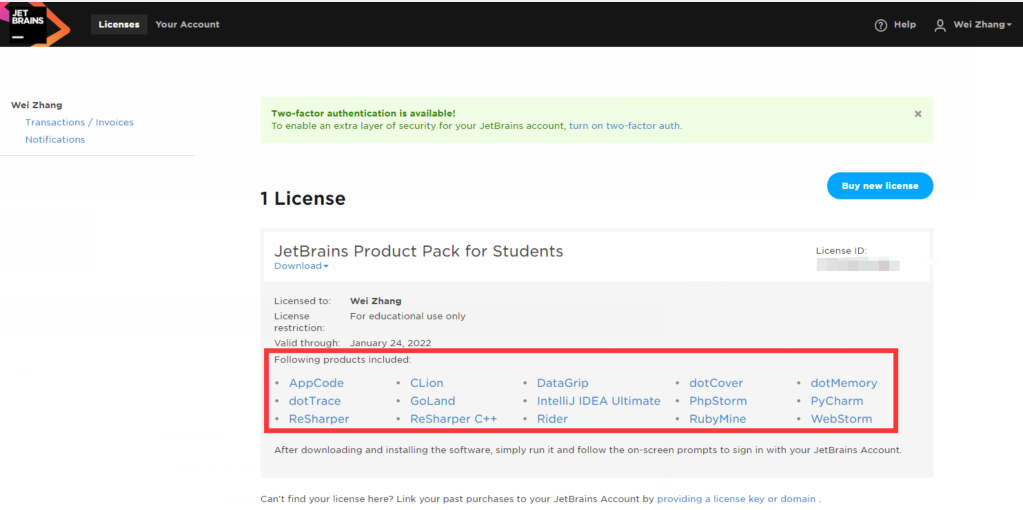 JET
BRAINS
Licenses Your Account
Help Wei Zhang
Wei Zhang
Transactions / Invoices
Notifications
Two-factor authentication is available!
To enable an extra layer of security for your JetBrains account, turn on two-factor auth.
Buy new license
1 License
JetBrains Product Pack for Students
Download
License ID:
Licensed to: Wei Zhang
License restriction: For educational use only
Valid through: January 24, 2022
Following products included:
• AppCode • CLion • DataGrip • dotCover • dotMemory
• dotTrace • GoLand • IntelliJ IDEA Ultimate • PhpStorm • PyCharm
• ReSharper • ReSharper C++ • Rider • RubyMine • WebStorm
After downloading and installing the software, simply run it and follow the on-screen prompts to sign in with your JetBrains Account.
Can't find your license here? Link your past purchases to your JetBrains Account by providing a license key or domain .